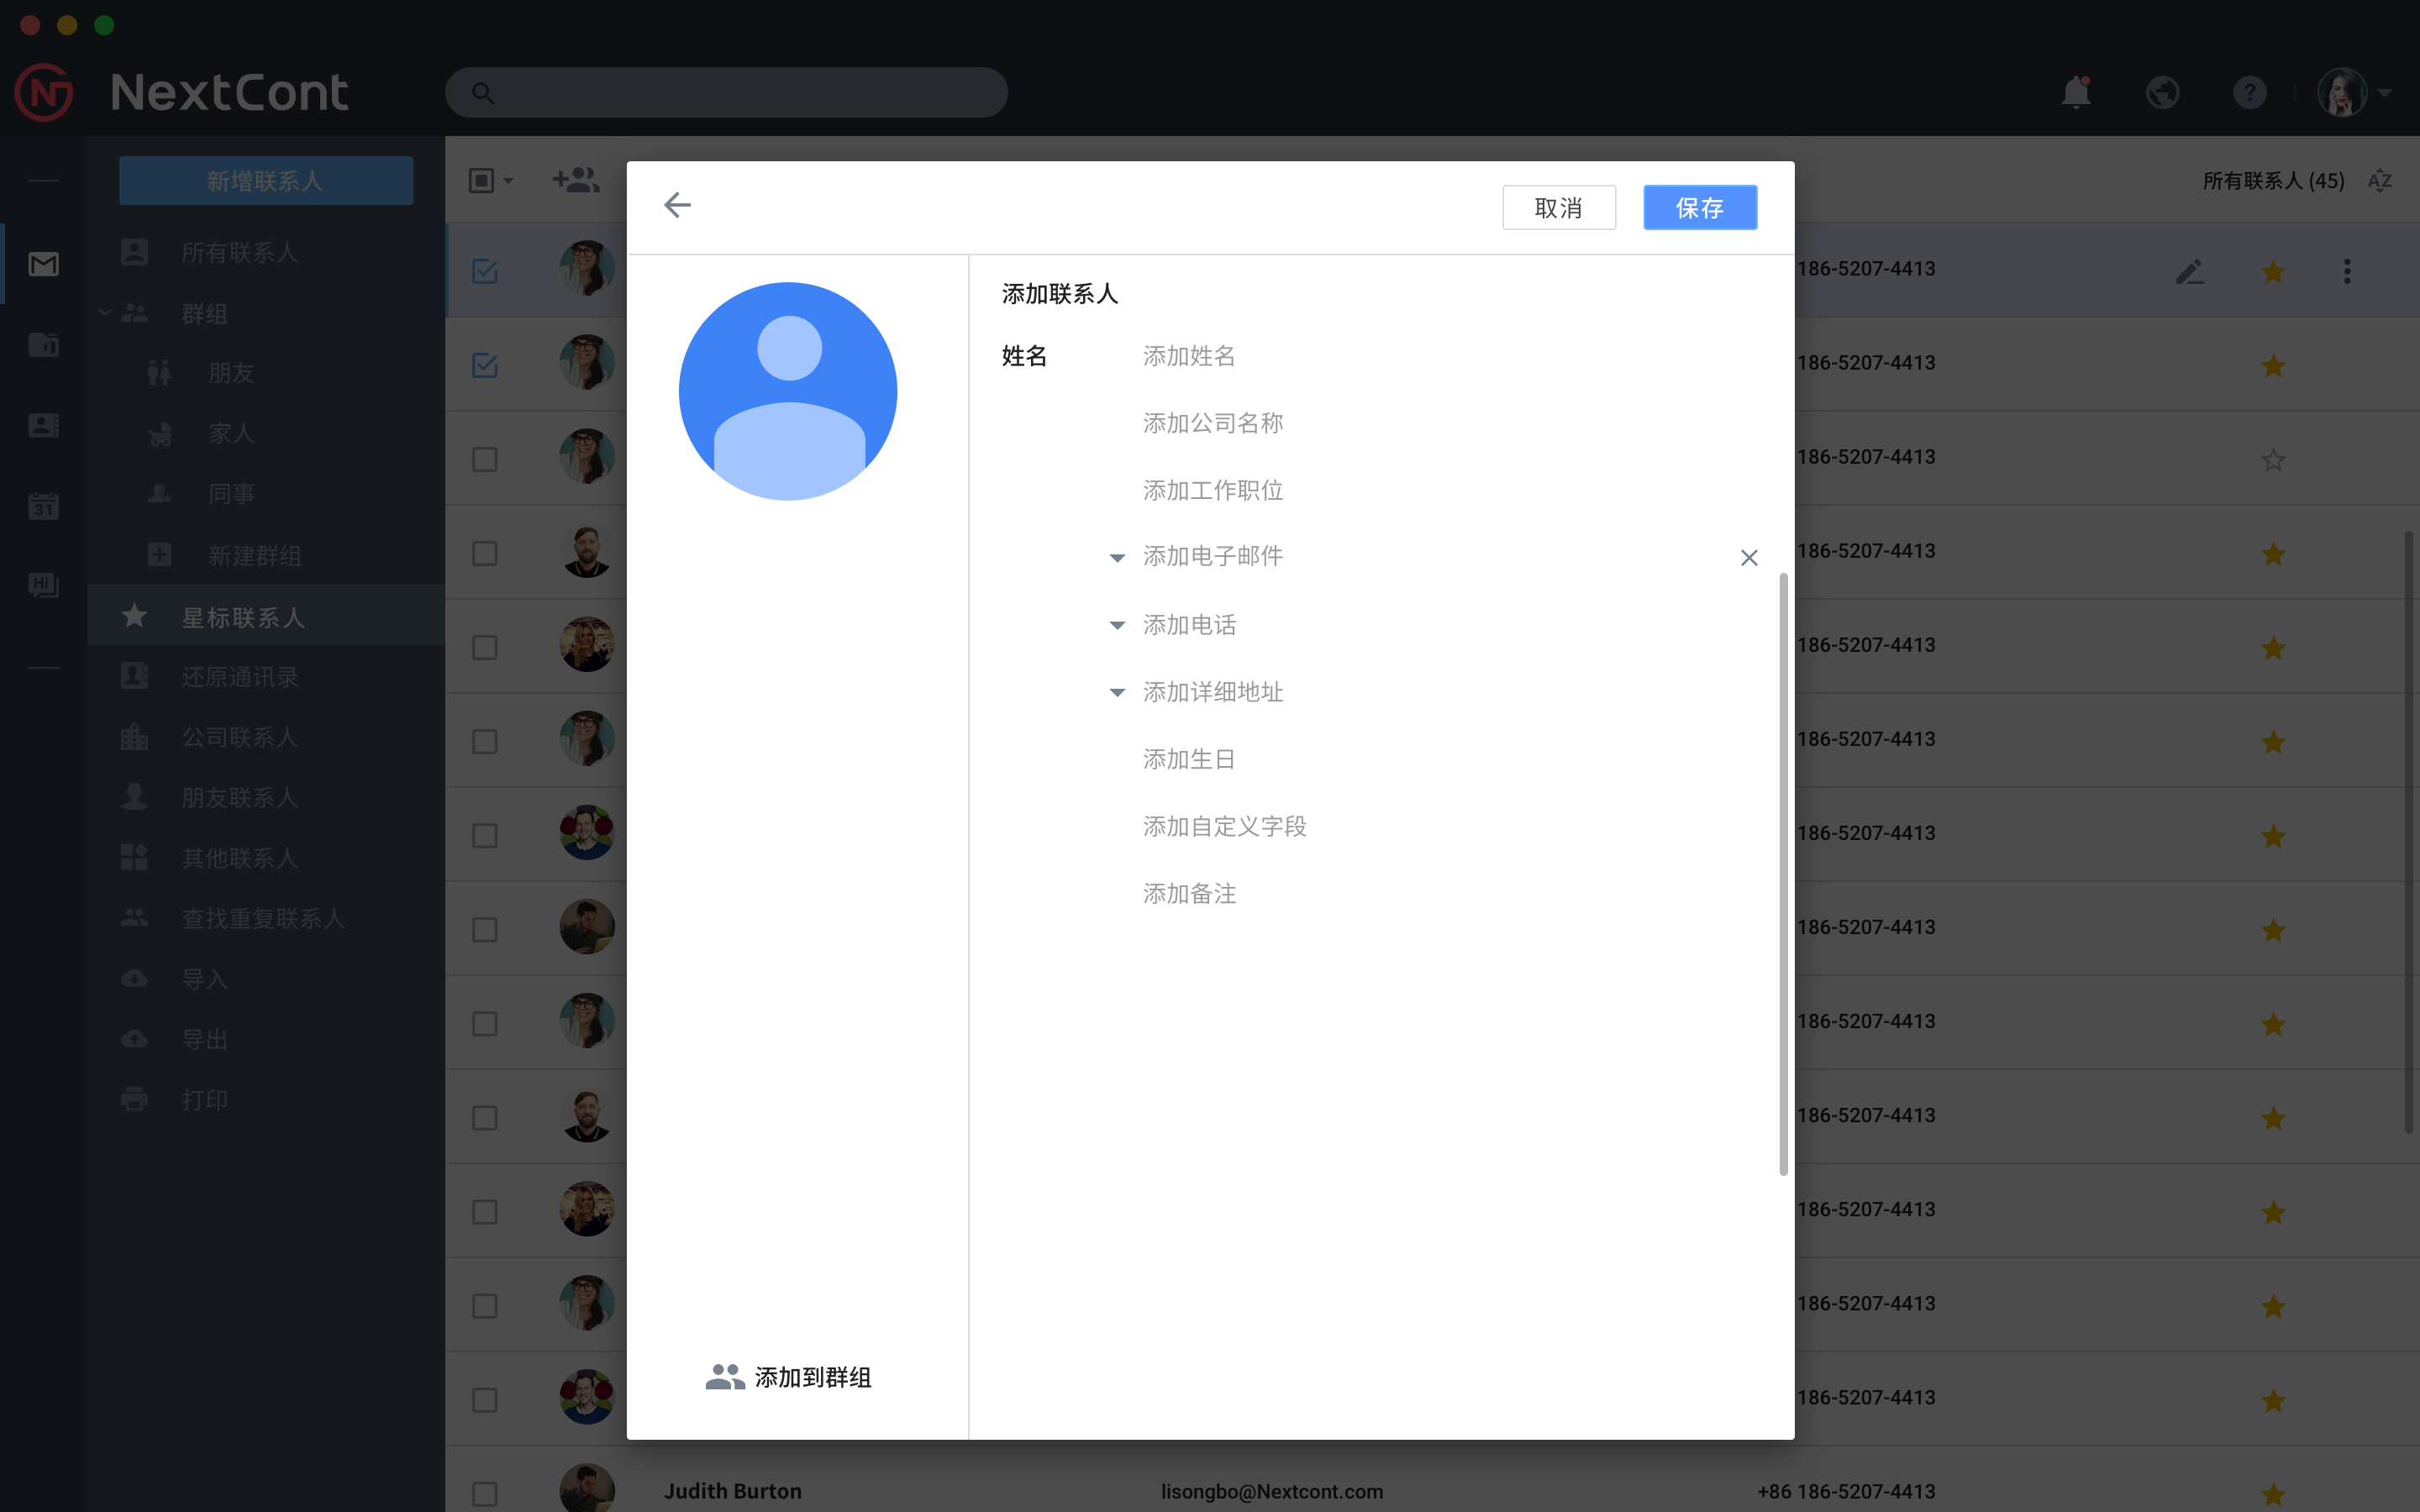 NextCont
新增联系人
所有联系人
群组
朋友
家人
同事
新建群组
星标联系人
还原通讯录
公司联系人
朋友联系人
其他联系人
查找重复联系人
导入
导出
打印
31
Hi
所有联系人 (45)
AZ
取消
保存
添加联系人
姓名
添加姓名
添加公司名称
添加工作职位
添加电子邮件
添加电话
添加详细地址
添加生日
添加自定义字段
添加备注
添加到群组
186-5207-4413
186-5207-4413
186-5207-4413
186-5207-4413
186-5207-4413
186-5207-4413
186-5207-4413
186-5207-4413
186-5207-4413
186-5207-4413
186-5207-4413
186-5207-4413
186-5207-4413
Judith Burton lisongbo@Nextcont.com +86 186-5207-4413